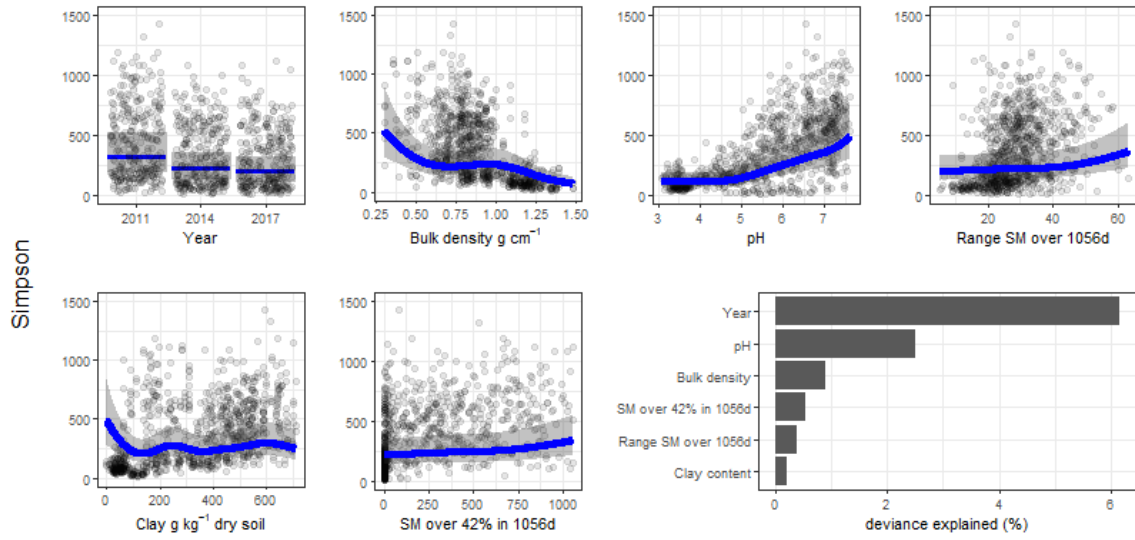 Simpson
1500
1000
500
0
2011 2014 2017
Year
1500
1000
500
0
0.25 0.50 0.75 1.00 1.25 1.50
Bulk density g cm⁻¹
1500
1000
500
0
3 4 5 6 7
pH
1500
1000
500
0
20 40 60
Range SM over 1056d
1500
1000
500
0
0 200 400 600
Clay g kg⁻¹ dry soil
1500
1000
500
0
0 250 500 750 1000
SM over 42% in 1056d
Year
pH
Bulk density
SM over 42% in 1056d
Range SM over 1056d
Clay content
0 2 4 6
deviance explained (%)